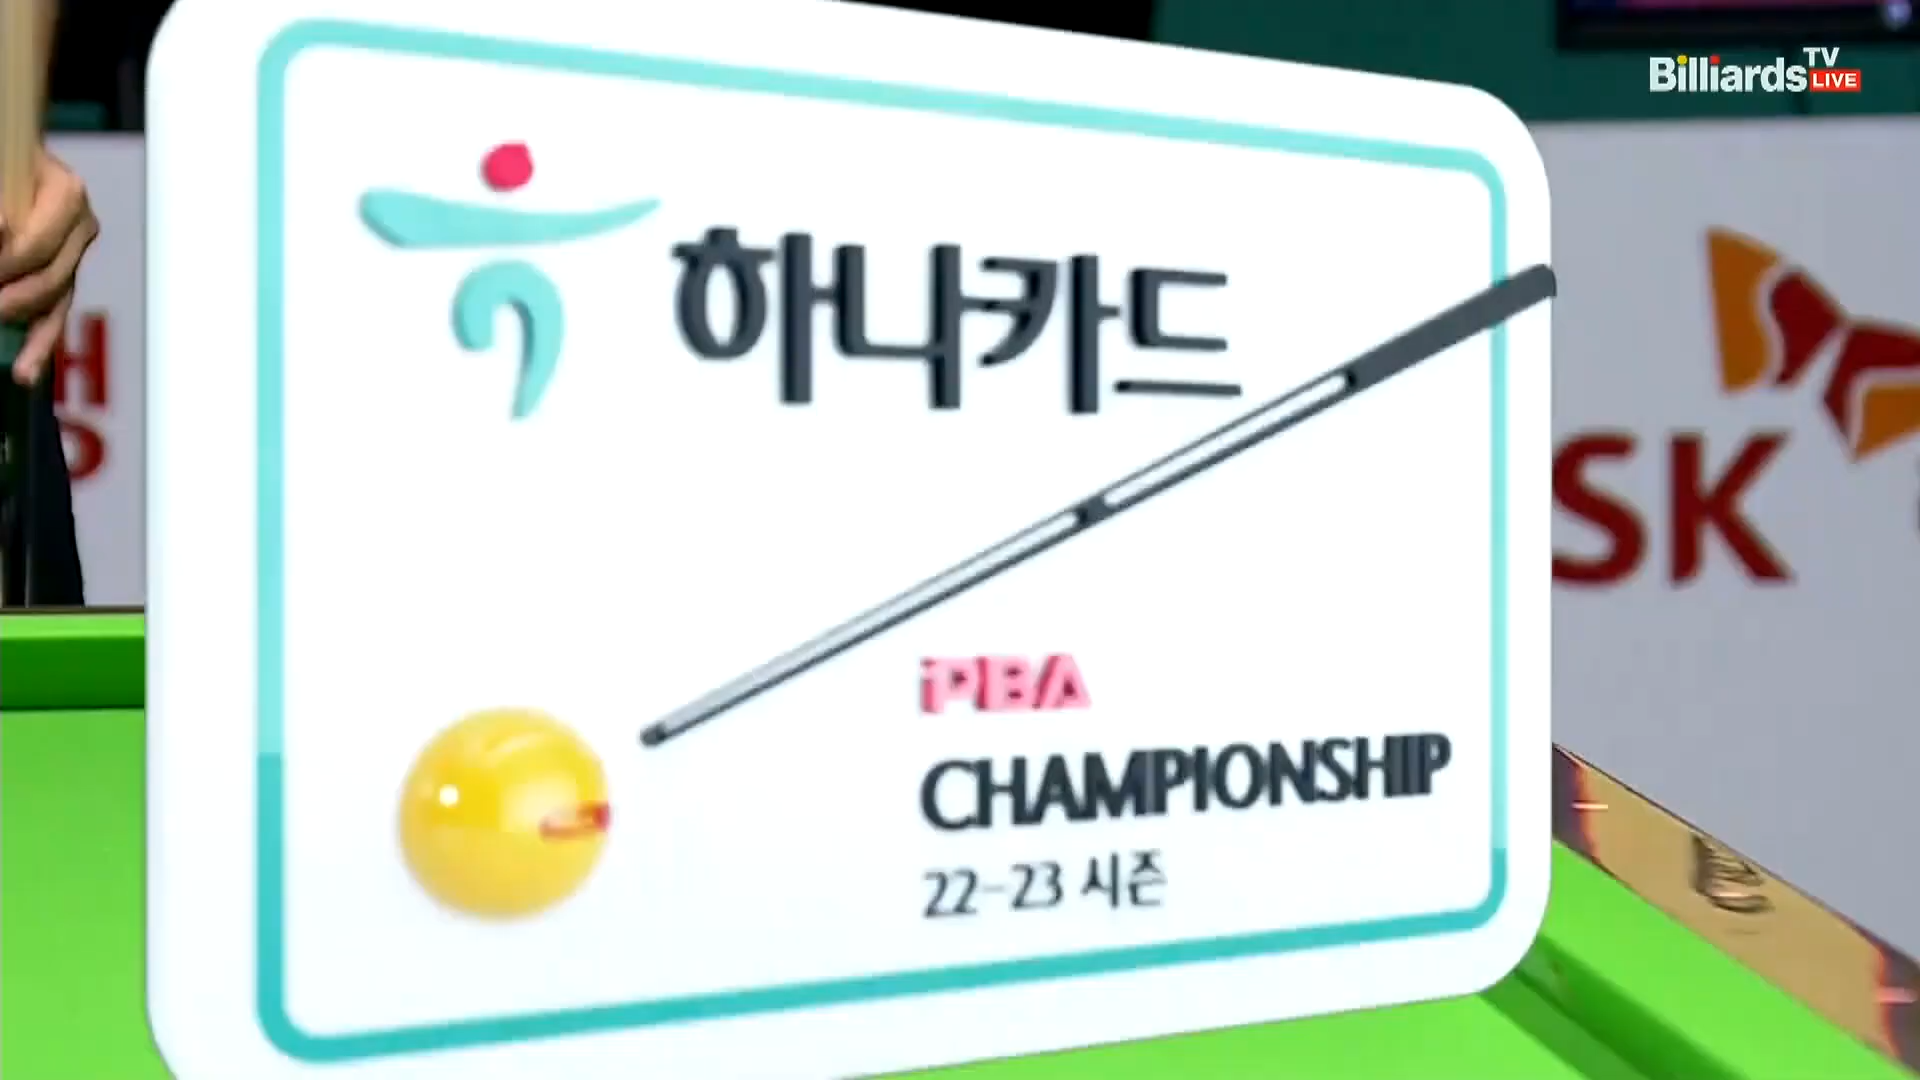 Billiards TV
LIVE
하나카드
PBA
CHAMPIONSHIP
22-23 시즌
SK